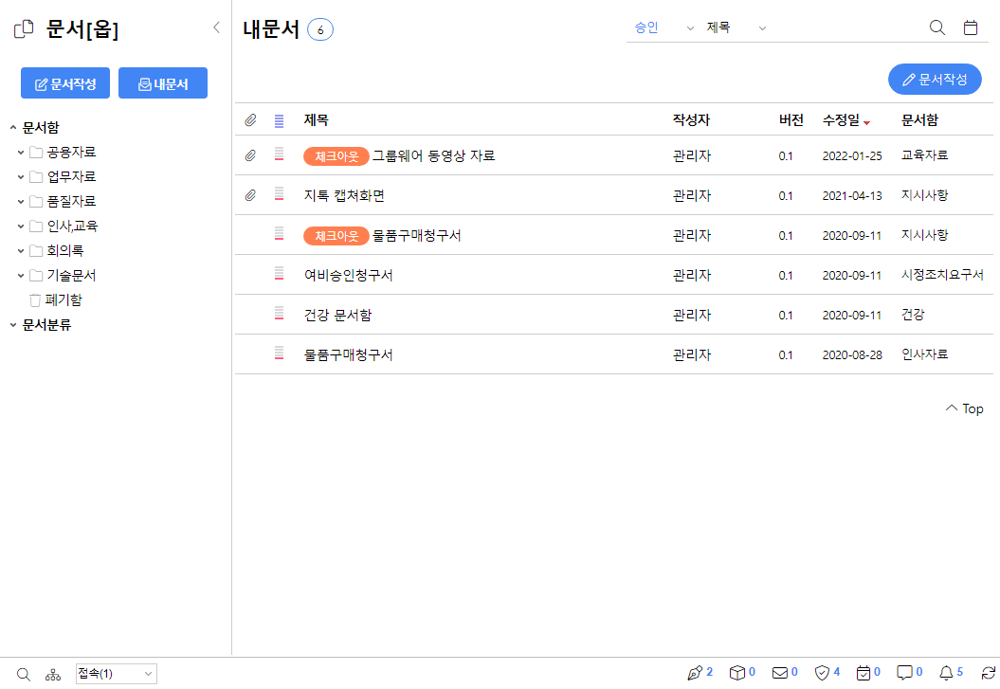 문서[옵]
문서작성 내문서
문서함
공용자료
업무자료
품질자료
인사,교육
회의록
기술문서
폐기함
문서분류
내문서 6
승인 제목
문서작성
제목 작성자 버전 수정일 문서함
체크아웃 그룹웨어 동영상 자료 관리자 0.1 2022-01-25 교육자료
지톡 캡쳐화면 관리자 0.1 2021-04-13 지시사항
체크아웃 물품구매청구서 관리자 0.1 2020-09-11 지시사항
여비승인청구서 관리자 0.1 2020-09-11 시정조치요구서
건강 문서함 관리자 0.1 2020-09-11 건강
물품구매청구서 관리자 0.1 2020-08-28 인사자료
Top
접속(1) 2 0 0 4 0 0 5